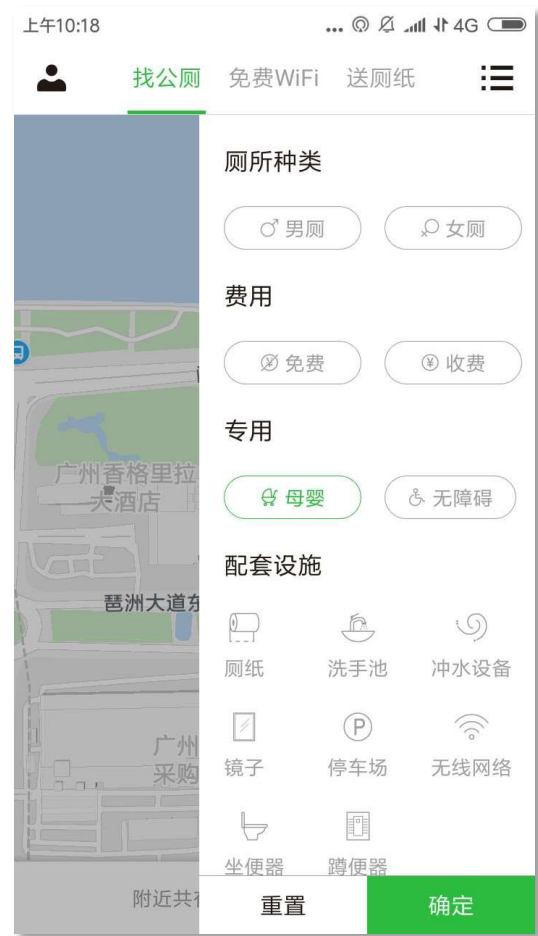 上午10:18
... 4G
找公厕 免费WiFi 送厕纸
厕所种类
男厕 女厕
费用
免费 收费
专用
母婴 无障碍
广州香格里拉
大酒店
配套设施
琶洲大道东
厕纸 洗手池 冲水设备
P
广州
采购
镜子 停车场 无线网络
坐便器 蹲便器
附近共
重置 确定